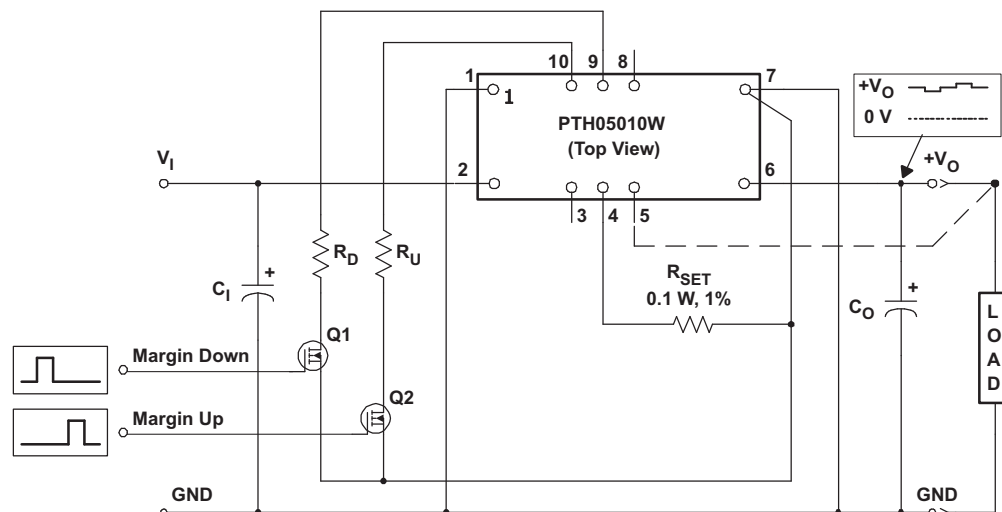 10 9 8
1 7
1
+VO
0 V
PTH05010W
(Top View)
VI
2 6
+VO
3 4 5
RD RU
RSET
0.1 W, 1%
CI
+
CO
+
L
O
A
D
Q1
Margin Down
Q2
Margin Up
GND GND